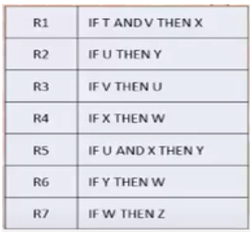 R1 IF T AND V THEN X
R2 IF U THEN Y
R3 IF V THEN U
R4 IF X THEN W
R5 IF U AND X THEN Y
R6 IF Y THEN W
R7 IF W THEN Z